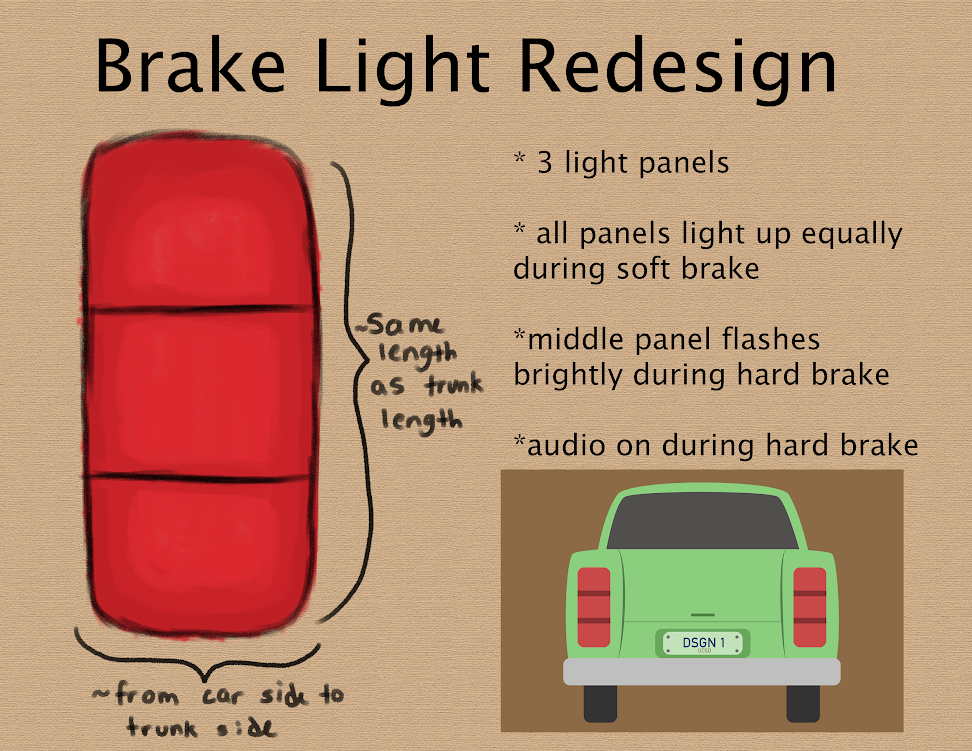 Brake Light Redesign
* 3 light panels
* all panels light up equally
during soft brake
*middle panel flashes
brightly during hard brake
*audio on during hard brake
~Same
length
as trunk
length
~from car side to
trunk side
DSGN 1
UCSD